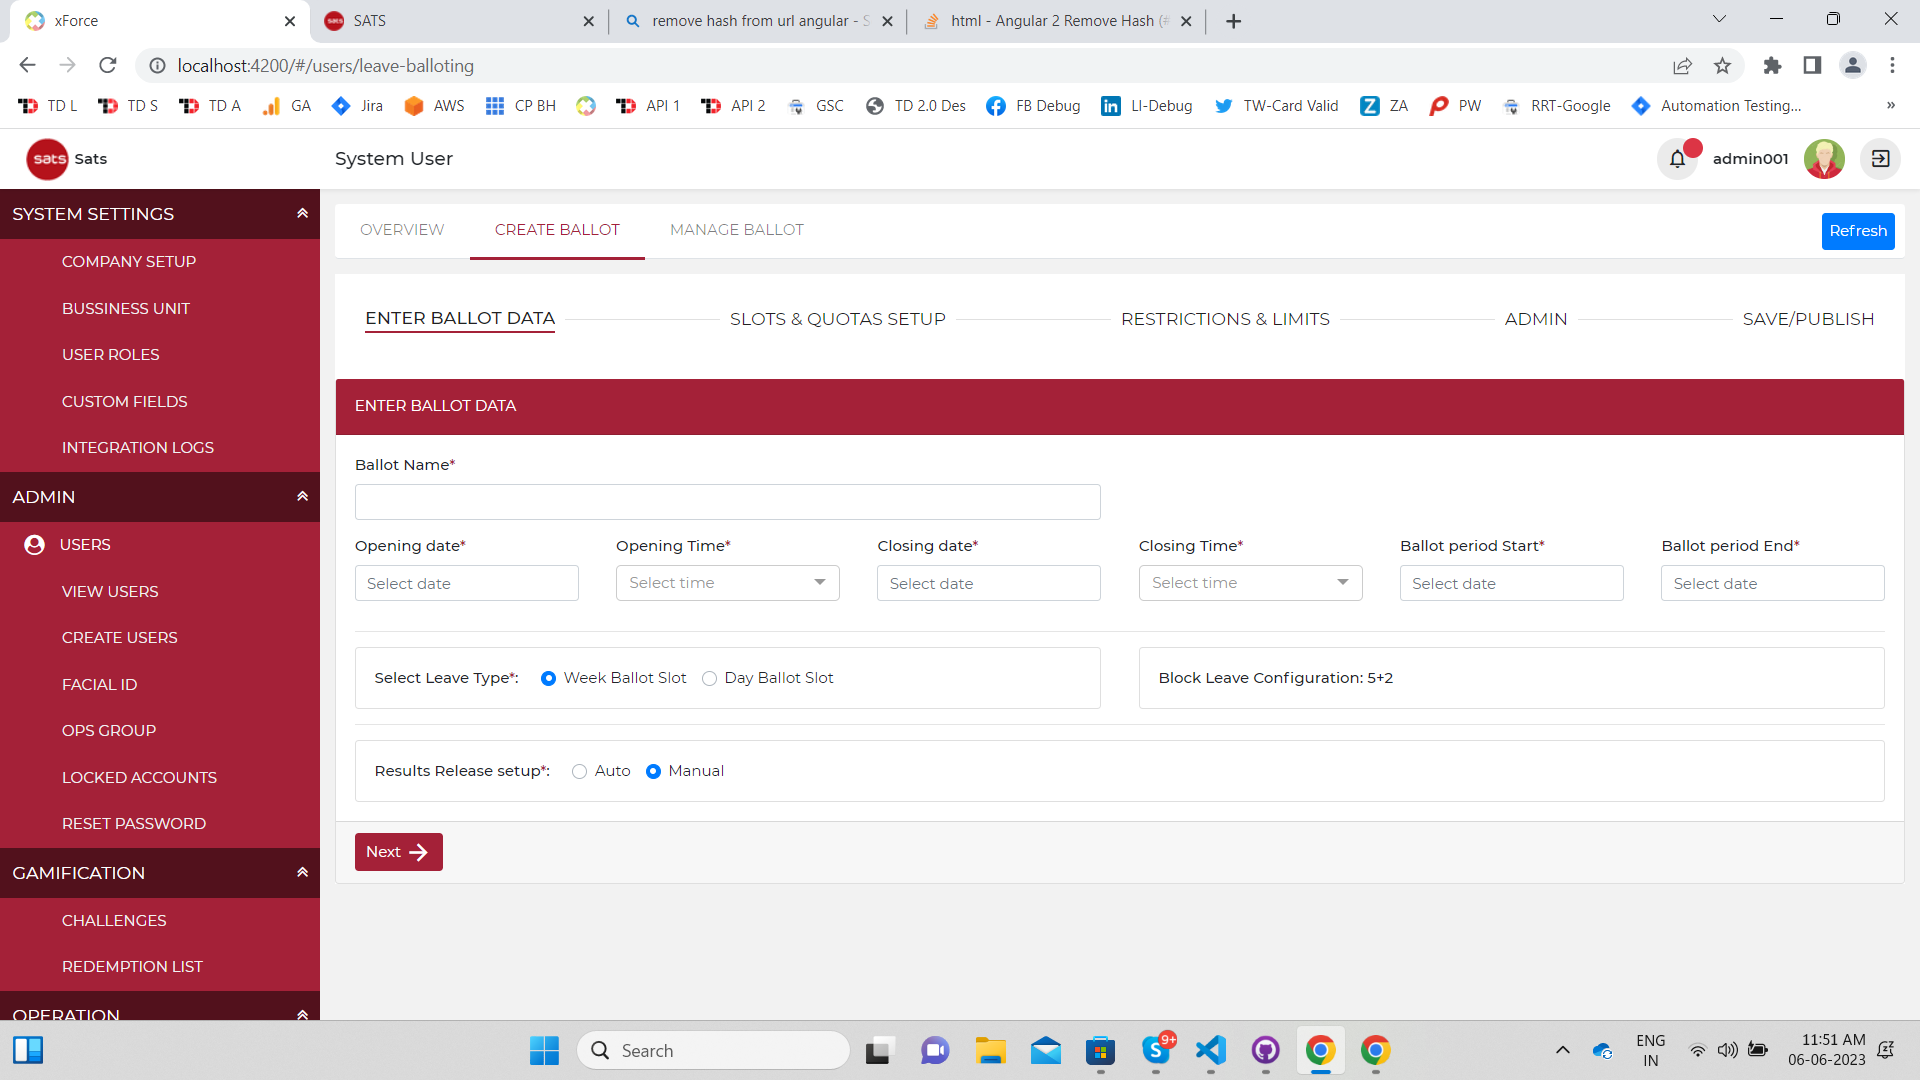 xForce
SATS
remove hash from url angular - S
html - Angular 2 Remove Hash (#
localhost:4200/#/users/leave-balloting
TD L
TD S
TD A
GA
Jira
AWS
CP BH
API 1
API 2
GSC
TD 2.0 Des
FB Debug
LI-Debug
TW-Card Valid
ZA
PW
RRT-Google
Automation Testing...
»
sats Sats
System User
admin001
SYSTEM SETTINGS
COMPANY SETUP
BUSSINESS UNIT
USER ROLES
CUSTOM FIELDS
INTEGRATION LOGS
ADMIN
USERS
VIEW USERS
CREATE USERS
FACIAL ID
OPS GROUP
LOCKED ACCOUNTS
RESET PASSWORD
GAMIFICATION
CHALLENGES
REDEMPTION LIST
OPERATION
OVERVIEW
CREATE BALLOT
MANAGE BALLOT
Refresh
ENTER BALLOT DATA
SLOTS & QUOTAS SETUP
RESTRICTIONS & LIMITS
ADMIN
SAVE/PUBLISH
ENTER BALLOT DATA
Ballot Name*
Opening date*
Opening Time*
Closing date*
Closing Time*
Ballot period Start*
Ballot period End*
Select date
Select time
Select date
Select time
Select date
Select date
Select Leave Type*: Week Ballot Slot Day Ballot Slot
Block Leave Configuration: 5+2
Results Release setup*: Auto Manual
Next
Search
9+
ENG
IN
11:51 AM
06-06-2023